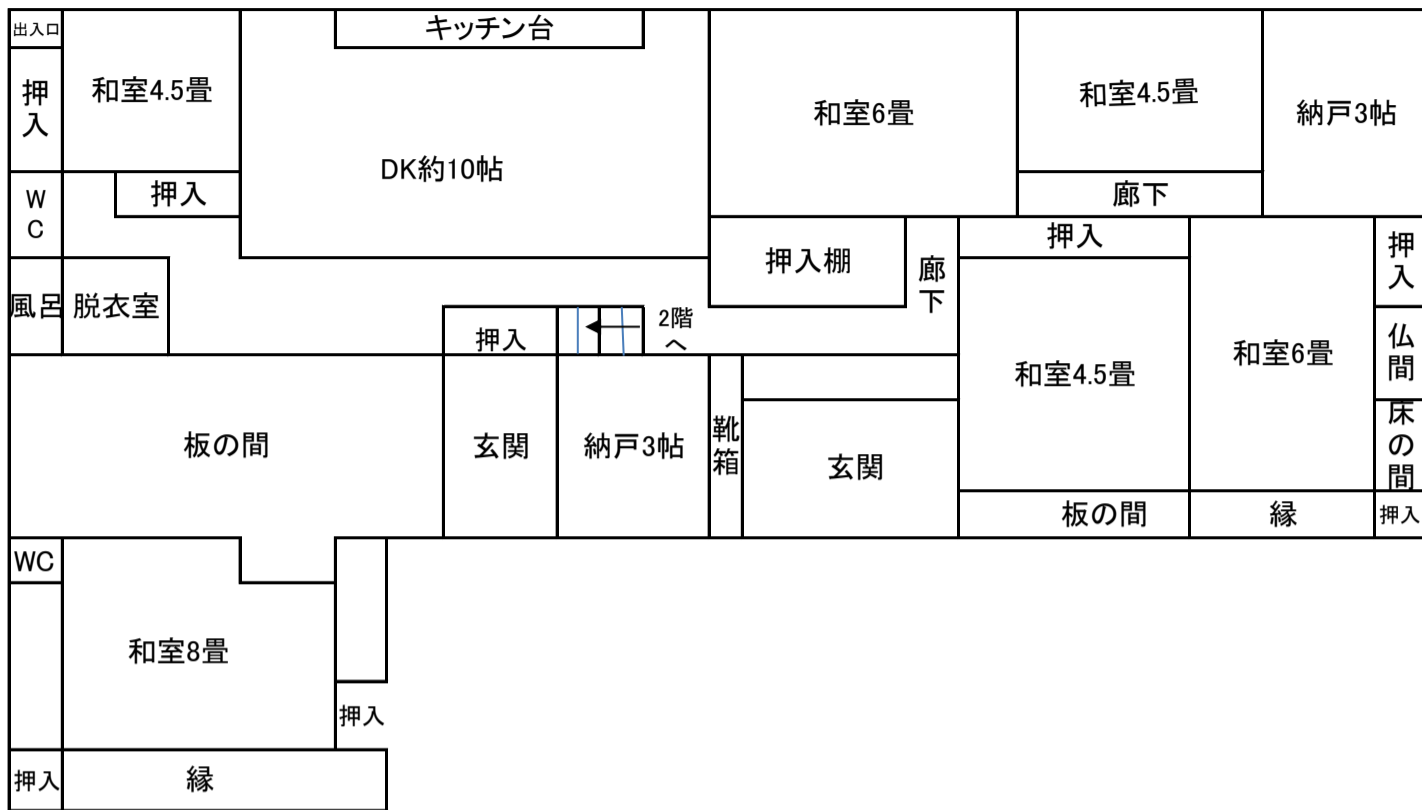 出入口
キッチン台
押入
和室4.5畳
和室6畳
和室4.5畳
納戸3帖
DK約10帖
WC
押入
廊下
押入棚
廊下
押入
押入
風呂
脱衣室
押入
2階
へ
和室4.5畳
和室6畳
仏間
板の間
玄関
納戸3帖
靴箱
玄関
床の間
板の間
縁
押入
WC
和室8畳
押入
押入
縁